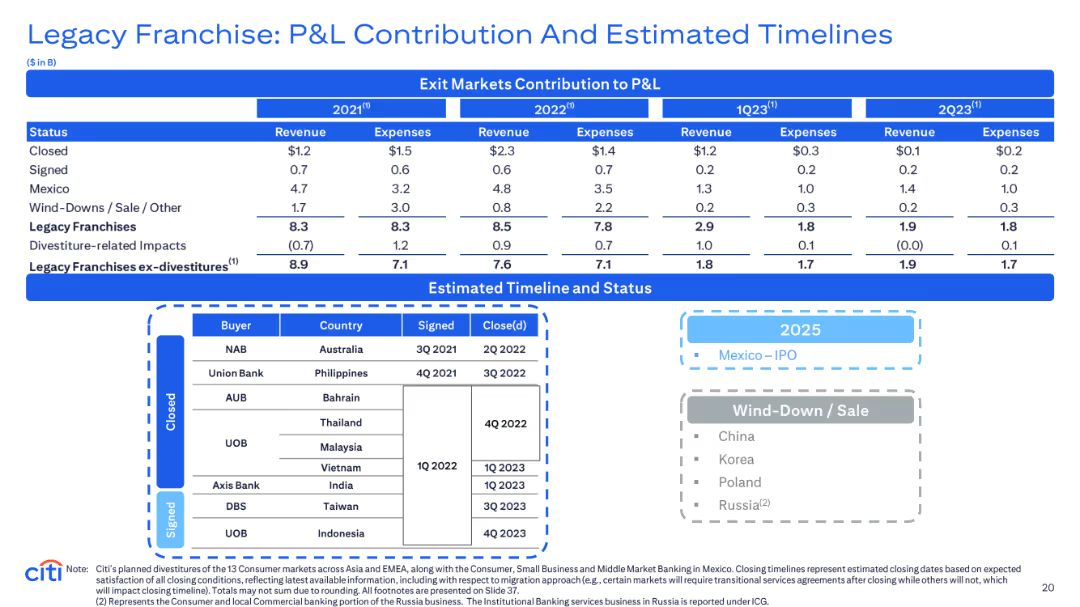 Legacy Franchise: P&L Contribution And Estimated Timelines
($ in B)
Exit Markets Contribution to P&L
2021(1) 2022(1) 1Q23(1) 2Q23(1)
Status Revenue Expenses Revenue Expenses Revenue Expenses Revenue Expenses
Closed $1.2 $1.5 $2.3 $1.4 $1.2 $0.3 $0.1 $0.2
Signed 0.7 0.6 0.6 0.7 0.2 0.2 0.2 0.2
Mexico 4.7 3.2 4.8 3.5 1.3 1.0 1.4 1.0
Wind-Downs / Sale / Other 1.7 3.0 0.8 2.2 0.2 0.3 0.2 0.3
Legacy Franchises 8.3 8.3 8.5 7.8 2.9 1.8 1.9 1.8
Divestiture-related Impacts (0.7) 1.2 0.9 0.7 1.0 0.1 (0.0) 0.1
Legacy Franchises ex-divestitures(1) 8.9 7.1 7.6 7.1 1.8 1.7 1.9 1.7
Estimated Timeline and Status
Buyer Country Signed Close(d)
Closed
NAB Australia 3Q 2021 2Q 2022
Union Bank Philippines 4Q 2021 3Q 2022
AUB Bahrain
Thailand
4Q 2022
UOB
Malaysia
1Q 2022
Vietnam 1Q 2023
Axis Bank India 1Q 2023
Signed
DBS Taiwan 3Q 2023
UOB Indonesia 4Q 2023
2025
▪ Mexico – IPO
Wind-Down / Sale
▪ China
▪ Korea
▪ Poland
▪ Russia(2)
citi
Note: Citi's planned divestitures of the 13 Consumer markets across Asia and EMEA, along with the Consumer, Small Business and Middle Market Banking in Mexico. Closing timelines represent estimated closing dates based on expected
satisfaction of all closing conditions, reflecting latest available information, including with respect to migration approach (e.g., certain markets will require transitional services agreements after closing while others will not, which
will impact closing timeline). Totals may not sum due to rounding. All footnotes are presented on Slide 37.
(2) Represents the Consumer and local Commercial banking portion of the Russia business. The Institutional Banking services business in Russia is reported under ICG.
20